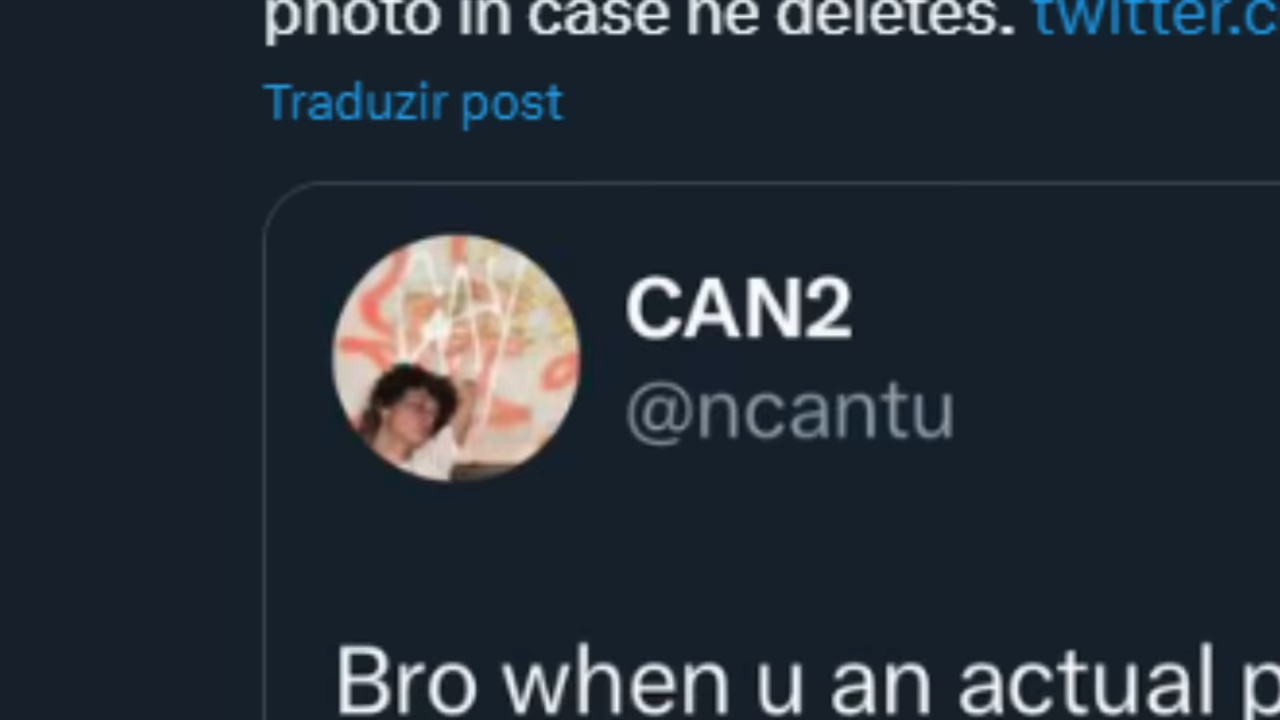 photo in case he deletes. twitter.c
Traduzir post
CAN2
@ncantu
Bro when u an actual p